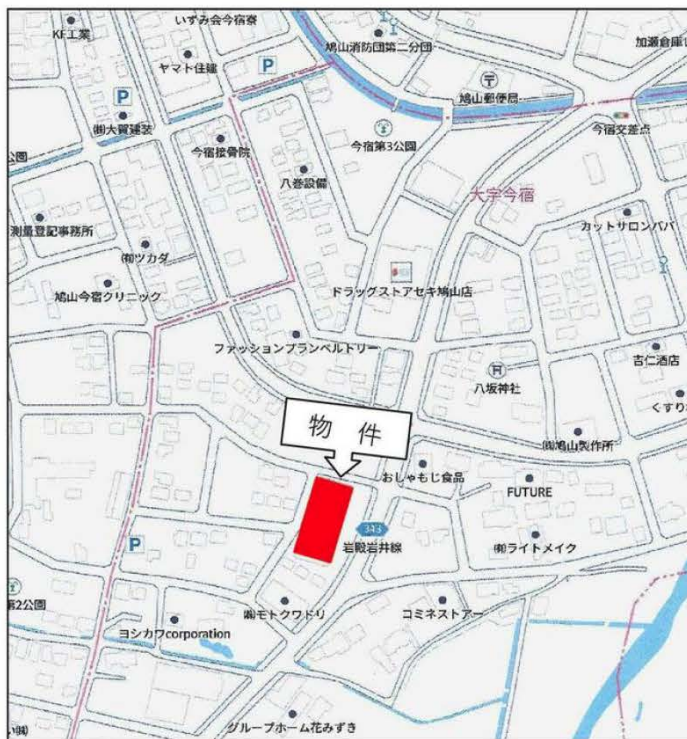 いずみ会今宿寮
KF工業
鳩山消防団第二分団
加瀬倉庫
ヤマト住建
P
P
鳩山郵便局
㈱大賀建装
今宿交差点
今宿接骨院
今宿第3公園
公園
八巻設備
大字今宿
カットサロンババ
測量登記事務所
㈲ツカダ
鳩山今宿クリニック
ドラッグストアセキ鳩山店
ファッションプランベルトリー
吉仁酒店
八坂神社
くすり
物 件
㈲鳩山製作所
おしゃもじ食品
FUTURE
343
P
岩殿岩井線
㈲ライトメイク
第2公園
㈱モトクワドリ
コミネストアー
ヨシカワcorporation
グループホーム花みずき